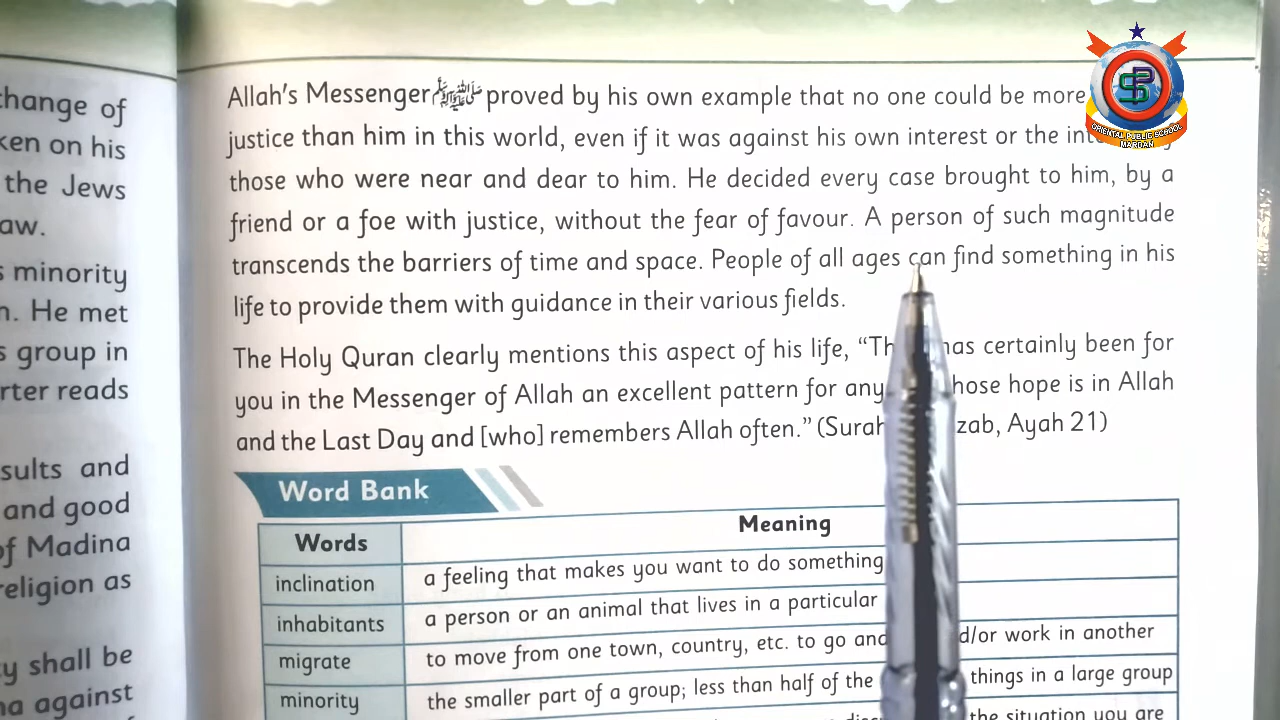 change of
ken on his
the Jews
aw.
s minority
n. He met
s group in
rter reads
sults and
and good
of Madina
religion as
ty shall be
na against
Allah's Messenger ﷺ proved by his own example that no one could be more
justice than him in this world, even if it was against his own interest or the
those who were near and dear to him. He decided every case brought to him, by a
friend or a foe with justice, without the fear of favour. A person of such magnitude
transcends the barriers of time and space. People of all ages can find something in his
life to provide them with guidance in their various fields.
The Holy Quran clearly mentions this aspect of his life, "Th has certainly been for
you in the Messenger of Allah an excellent pattern for any hose hope is in Allah
and the Last Day and [who] remembers Allah often." (Surah zab, Ayah 21)
Word Bank
Words Meaning
inclination a feeling that makes you want to do something
inhabitants a person or an animal that lives in a particular
migrate to move from one town, country, etc. to go and d/or work in another
minority the smaller part of a group; less than half of the things in a large group
the situation you are
ORIENTAL PUBLIC SCHOOL
MARDAN